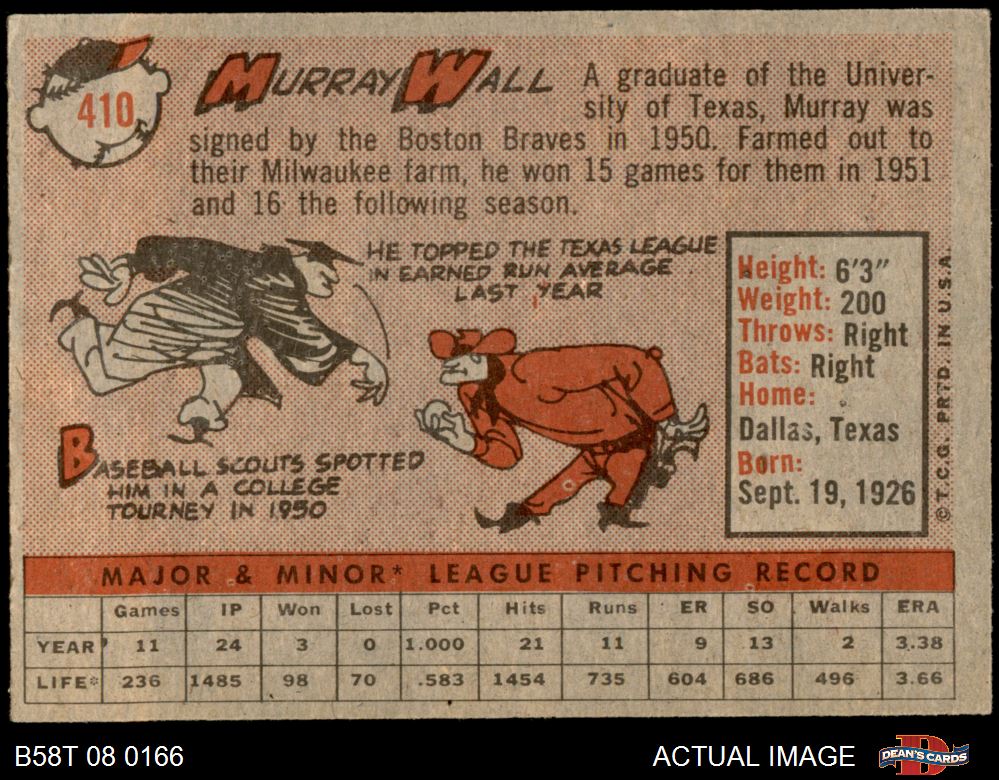 410
MURRAY WALL
A graduate of the Univer-
sity of Texas, Murray was
signed by the Boston Braves in 1950. Farmed out to
their Milwaukee farm, he won 15 games for them in 1951
and 16 the following season.
HE TOPPED THE TEXAS LEAGUE
IN EARNED RUN AVERAGE
LAST YEAR
BASEBALL SCOUTS SPOTTED
HIM IN A COLLEGE
TOURNEY IN 1950
Height: 6'3"
Weight: 200
Throws: Right
Bats: Right
Home:
Dallas, Texas
Born:
Sept. 19, 1926
© T.C.G. PRTD. IN U.S.A.
MAJOR & MINOR* LEAGUE PITCHING RECORD
Games IP Won Lost Pct Hits Runs ER SO Walks ERA
YEAR 11 24 3 0 1.000 21 11 9 13 2 3.38
LIFE* 236 1485 98 70 .583 1454 735 604 686 496 3.66
B58T 08 0166
ACTUAL IMAGE
DEAN'S CARDS